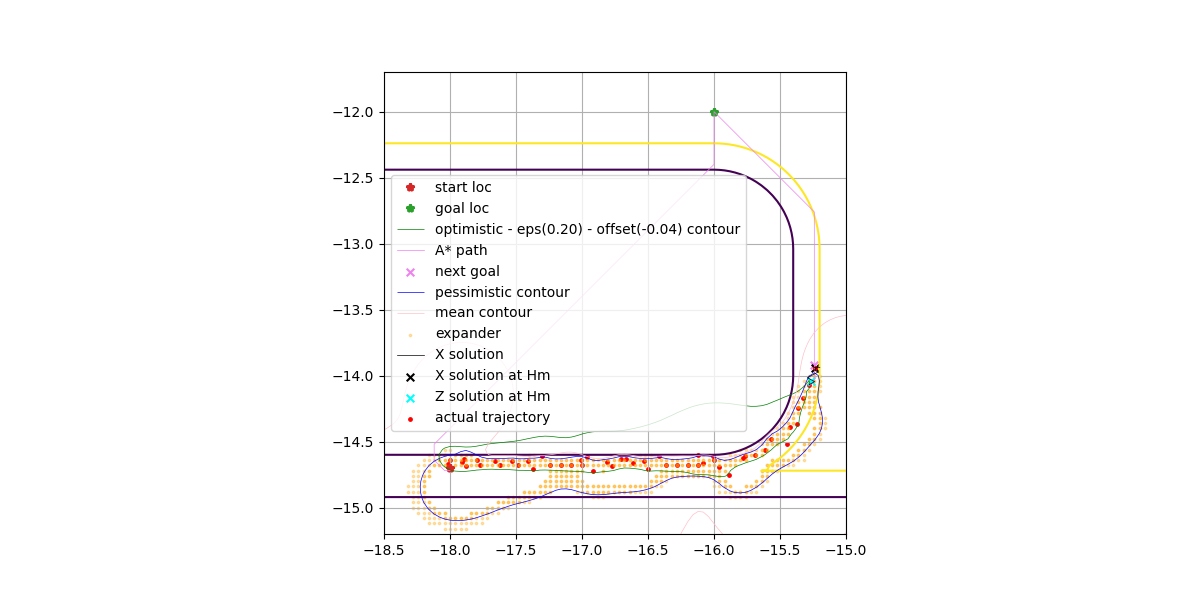 −12.0
−12.5
−13.0
−13.5
−14.0
−14.5
−15.0
start loc
goal loc
optimistic - eps(0.20) - offset(-0.04) contour
A* path
next goal
pessimistic contour
mean contour
expander
X solution
X solution at Hm
Z solution at Hm
actual trajectory
−18.5 −18.0 −17.5 −17.0 −16.5 −16.0 −15.5 −15.0